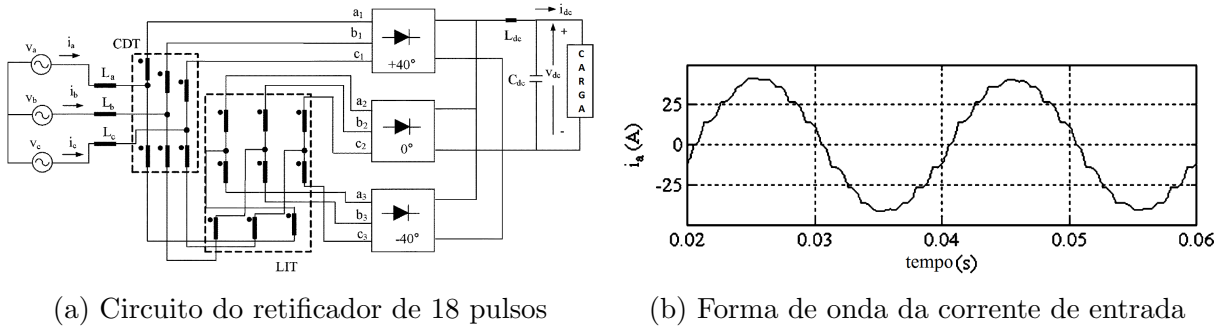 CDT
v_a
i_a
L_a
v_b
i_b
L_b
v_c
i_c
L_c
a_1
b_1
c_1
+40°
a_2
b_2
c_2
0°
a_3
b_3
c_3
-40°
LIT
i_dc
L_dc
C_dc
v_dc
+
-
CARGA
i_a (A)
25
0
-25
0.02
0.03
0.04
0.05
0.06
tempo(s)
(a) Circuito do retificador de 18 pulsos
(b) Forma de onda da corrente de entrada